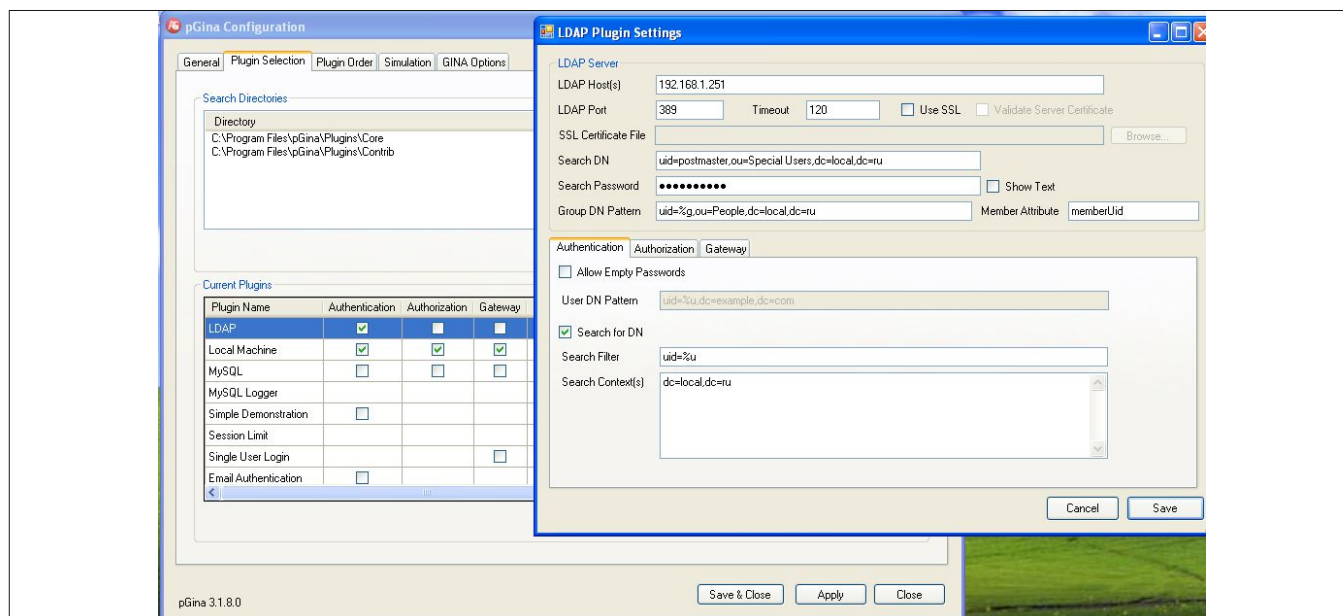 pGina Configuration
General Plugin Selection Plugin Order Simulation GINA Options
Search Directories
Directory
C:\Program Files\pGina\Plugins\Core
C:\Program Files\pGina\Plugins\Contrib
Current Plugins
Plugin Name Authentication Authorization Gateway
LDAP
Local Machine
MySQL
MySQL Logger
Simple Demonstration
Session Limit
Single User Login
Email Authentication
pGina 3.1.8.0
Save & Close Apply Close
LDAP Plugin Settings
LDAP Server
LDAP Host(s) 192.168.1.251
LDAP Port 389 Timeout 120 Use SSL Validate Server Certificate
SSL Certificate File Browse...
Search DN uid=postmaster,ou=Special Users,dc=local,dc=ru
Search Password ●●●●●●●●●● Show Text
Group DN Pattern uid=%g,ou=People,dc=local,dc=ru Member Attribute memberUid
Authentication Authorization Gateway
Allow Empty Passwords
User DN Pattern uid=%u,dc=example,dc=com
Search for DN
Search Filter uid=%u
Search Context(s) dc=local,dc=ru
Cancel Save